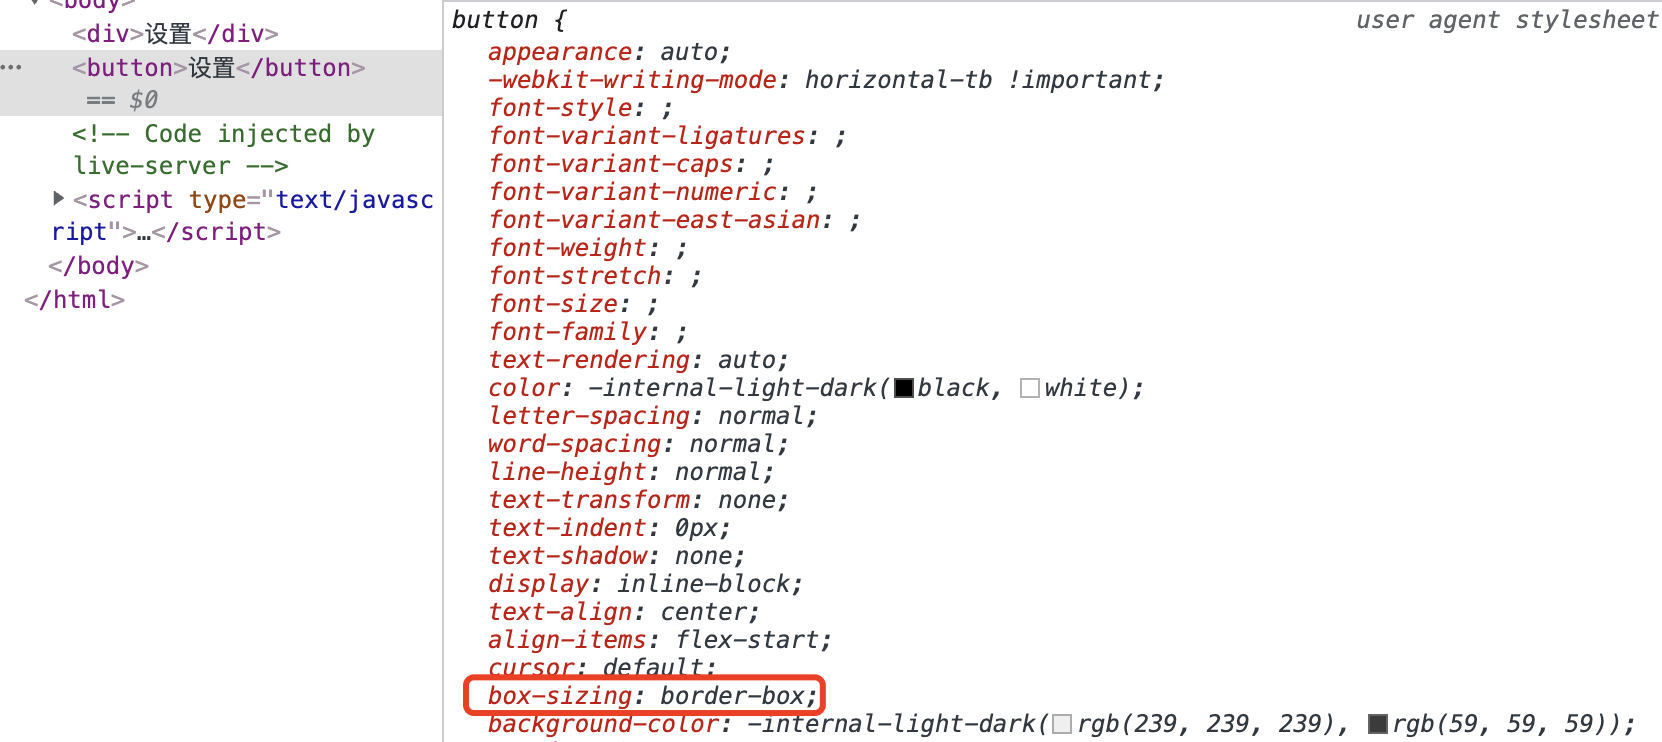 <body>
<div>设置</div>
<button>设置</button>
== $0
<!-- Code injected by
live-server -->
<script type="text/javasc
ript">…</script>
</body>
</html>
button {
user agent stylesheet
appearance: auto;
-webkit-writing-mode: horizontal-tb !important;
font-style: ;
font-variant-ligatures: ;
font-variant-caps: ;
font-variant-numeric: ;
font-variant-east-asian: ;
font-weight: ;
font-stretch: ;
font-size: ;
font-family: ;
text-rendering: auto;
color: -internal-light-dark(black, white);
letter-spacing: normal;
word-spacing: normal;
line-height: normal;
text-transform: none;
text-indent: 0px;
text-shadow: none;
display: inline-block;
text-align: center;
align-items: flex-start;
cursor: default;
box-sizing: border-box;
background-color: -internal-light-dark(rgb(239, 239, 239), rgb(59, 59, 59));